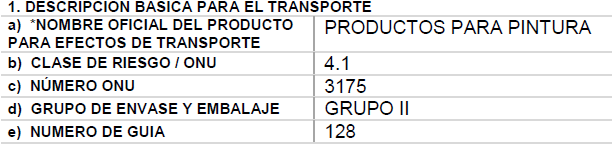 1. DESCRIPCION BASICA PARA EL TRANSPORTE
a) *NOMBRE OFICIAL DEL PRODUCTO PARA EFECTOS DE TRANSPORTE PRODUCTOS PARA PINTURA
b) CLASE DE RIESGO / ONU 4.1
c) NÚMERO ONU 3175
d) GRUPO DE ENVASE Y EMBALAJE GRUPO II
e) NUMERO DE GUIA 128